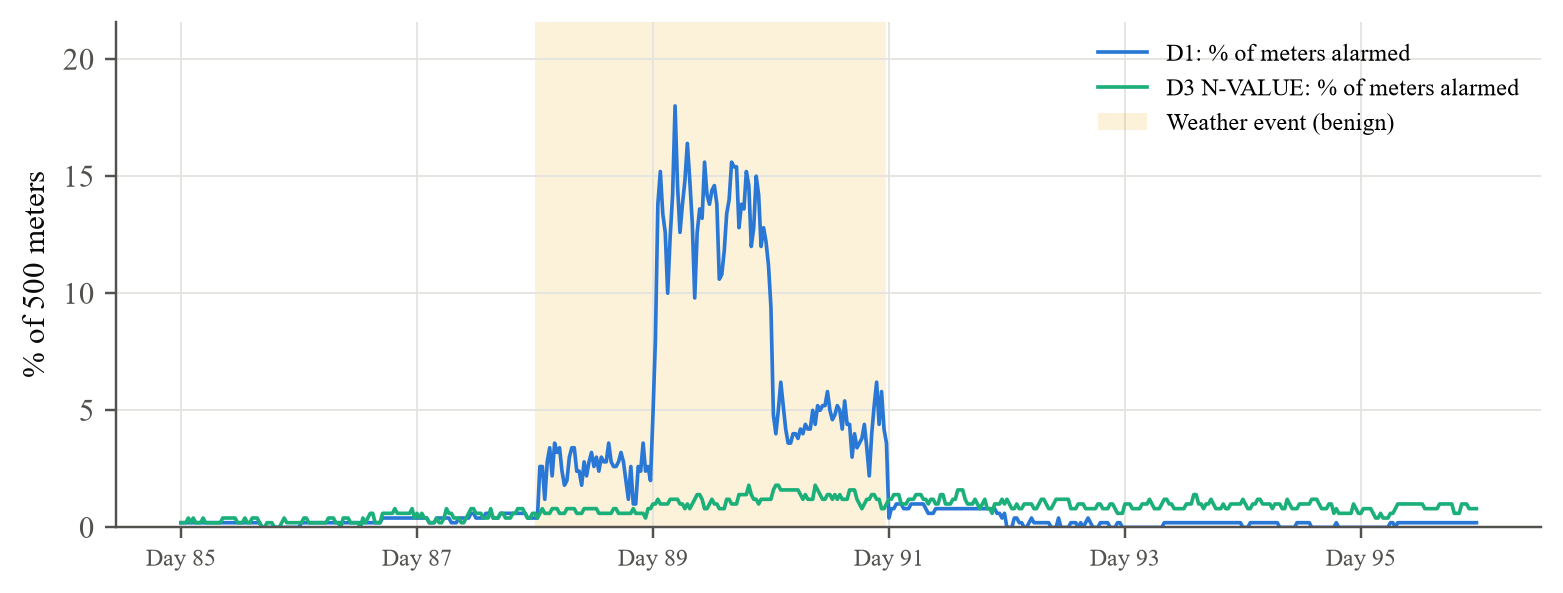 D1: % of meters alarmed
D3 N-VALUE: % of meters alarmed
Weather event (benign)
% of 500 meters
20
15
10
5
0
Day 85
Day 87
Day 89
Day 91
Day 93
Day 95